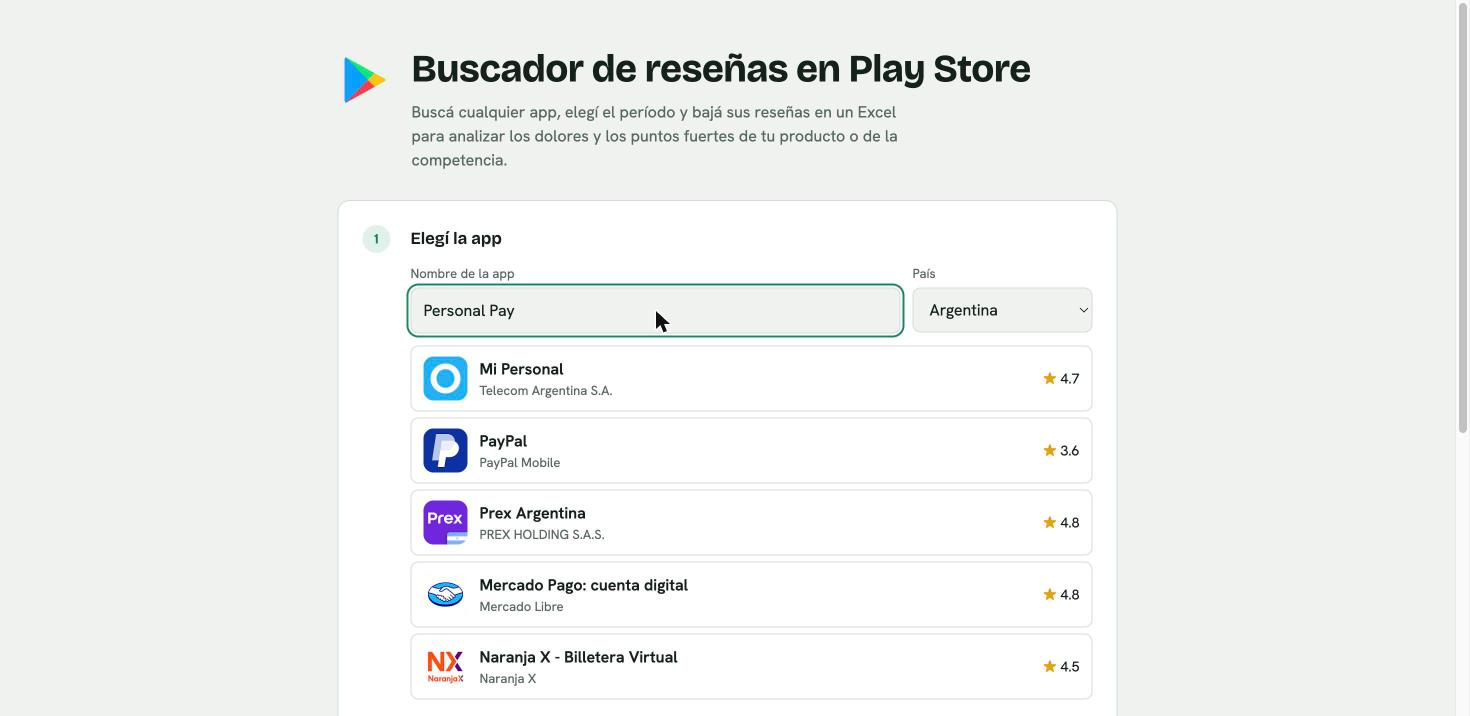 Buscador de reseñas en Play Store
Buscá cualquier app, elegí el período y bajá sus reseñas en un Excel
para analizar los dolores y los puntos fuertes de tu producto o de la
competencia.
1
Elegí la app
Nombre de la app
País
Personal Pay
Argentina
Mi Personal
Telecom Argentina S.A.
4.7
PayPal
PayPal Mobile
3.6
Prex
Prex Argentina
PREX HOLDING S.A.S.
4.8
Mercado Pago: cuenta digital
Mercado Libre
4.8
NX
NaranjaX
Naranja X - Billetera Virtual
Naranja X
4.5